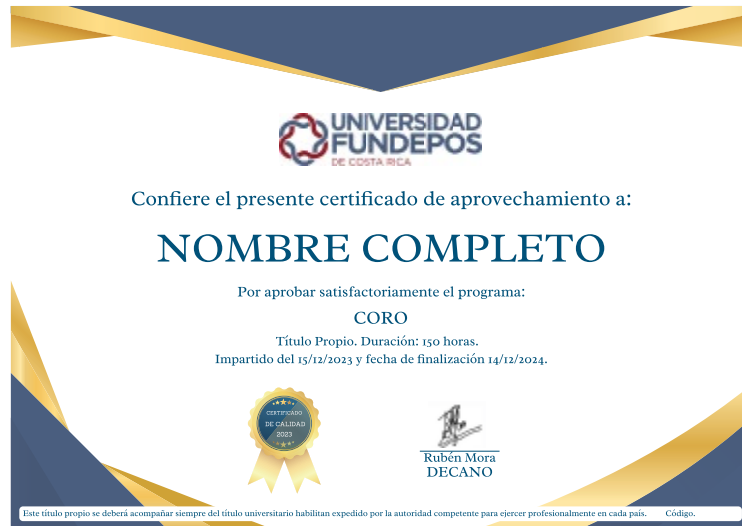 UNIVERSIDAD
FUNDEPOS
DE COSTA RICA
Confiere el presente certificado de aprovechamiento a:
NOMBRE COMPLETO
Por aprobar satisfactoriamente el programa:
CORO
Título Propio. Duración: 150 horas.
Impartido del 15/12/2023 y fecha de finalización 14/12/2024.
CERTIFICADO
DE CALIDAD
2023
Rubén Mora
DECANO
Este título propio se deberá acompañar siempre del título universitario habilitan expedido por la autoridad competente para ejercer profesionalmente en cada país. Código.